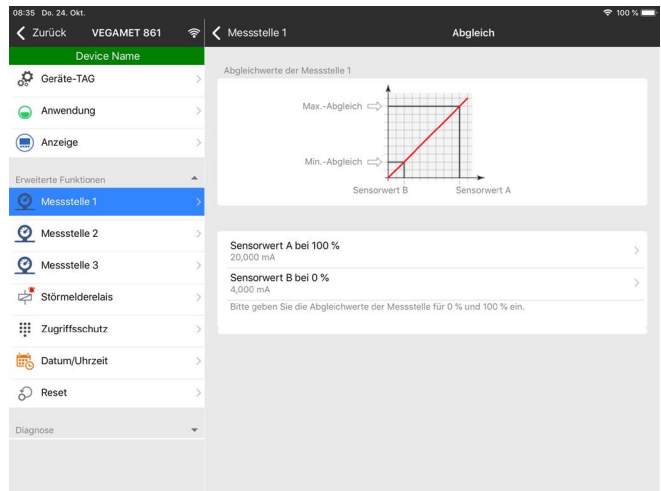 08:35 Do. 24. Okt.
100 %
Zurück
VEGAMET 861
Messstelle 1
Abgleich
Device Name
Geräte-TAG
Anwendung
Anzeige
Erweiterte Funktionen
Messstelle 1
Messstelle 2
Messstelle 3
Störmelderelais
Zugriffsschutz
Datum/Uhrzeit
Reset
Diagnose
Abgleichwerte der Messstelle 1
Max.-Abgleich
Min.-Abgleich
Sensorwert B
Sensorwert A
Sensorwert A bei 100 %
20,000 mA
Sensorwert B bei 0 %
4,000 mA
Bitte geben Sie die Abgleichwerte der Messstelle für 0 % und 100 % ein.